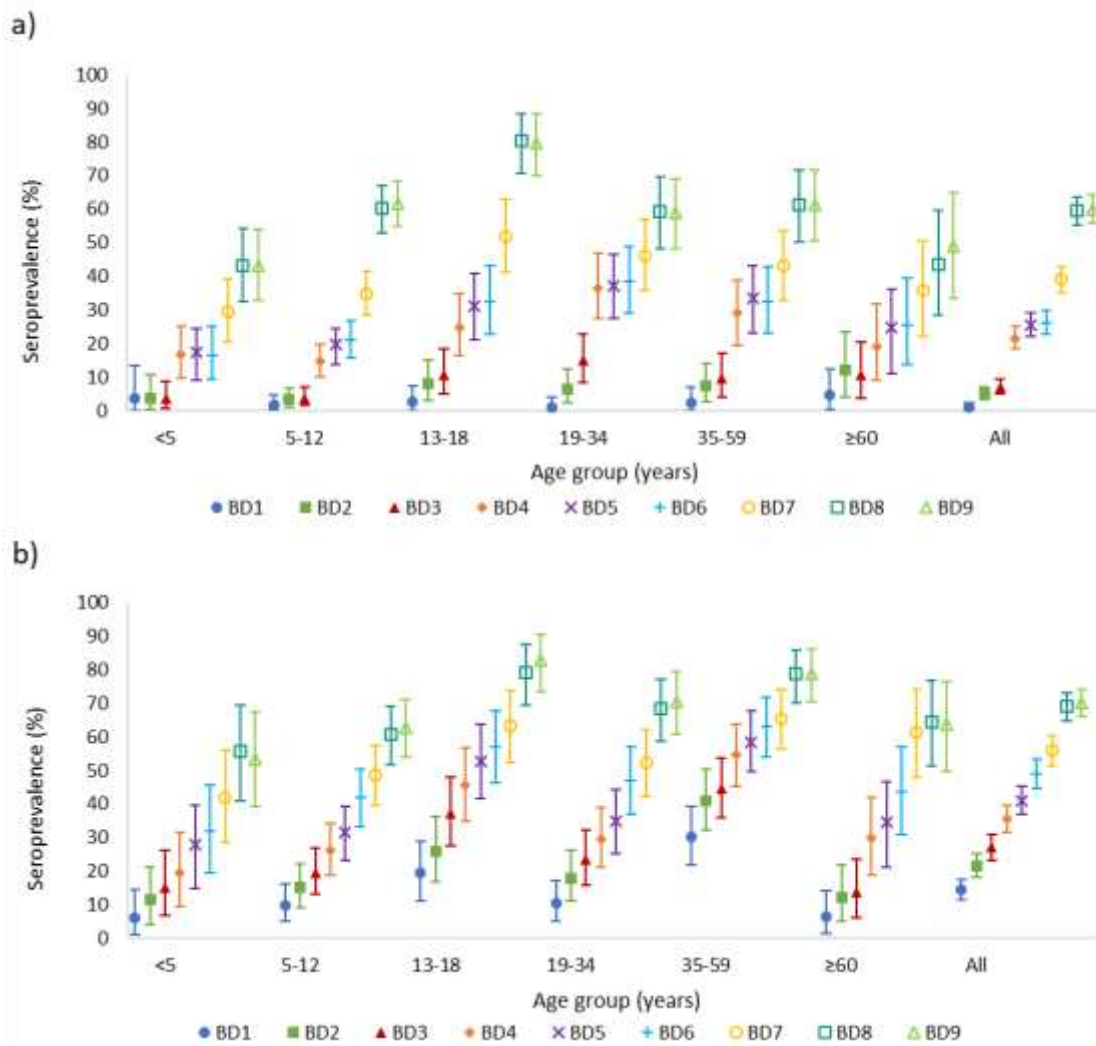 a)
100
90
80
70
60
50
40
30
20
10
0
Seroprevalence (%)
<5 5-12 13-18 19-34 35-59 ≥60 All
Age group (years)
BD1 BD2 BD3 BD4 BD5 BD6 BD7 BD8 BD9
b)
100
90
80
70
60
50
40
30
20
10
0
Seroprevalence (%)
<5 5-12 13-18 19-34 35-59 ≥60 All
Age group (years)
BD1 BD2 BD3 BD4 BD5 BD6 BD7 BD8 BD9